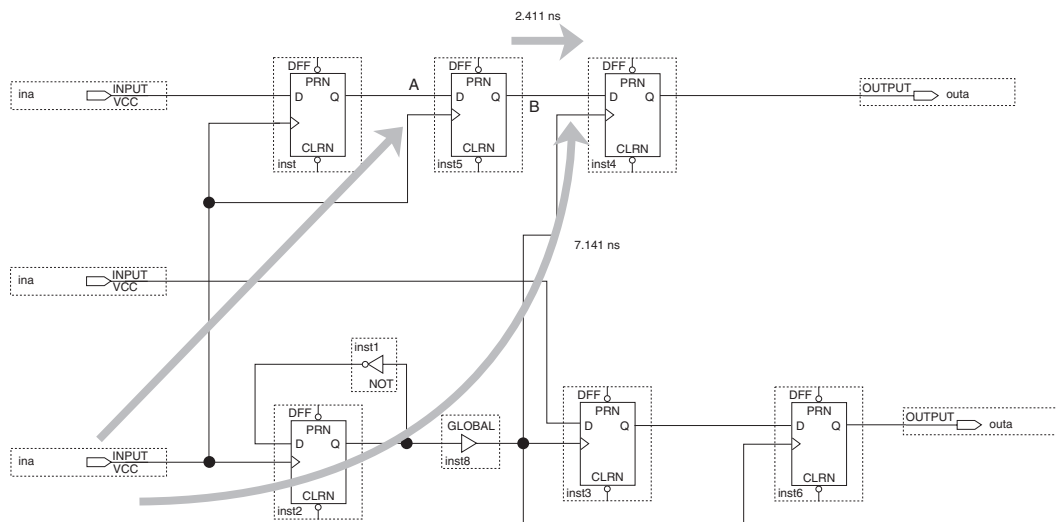 2.411 ns
DFF DFF DFF
PRN PRN PRN
ina INPUT VCC
D Q A D Q B D Q
OUTPUT outa
CLRN CLRN CLRN
inst inst5 inst4
7.141 ns
ina INPUT VCC
inst1
NOT
DFF DFF DFF
PRN PRN PRN
GLOBAL
OUTPUT outa
D Q D Q D Q
ina INPUT VCC
inst8
CLRN CLRN CLRN
inst2 inst3 inst6